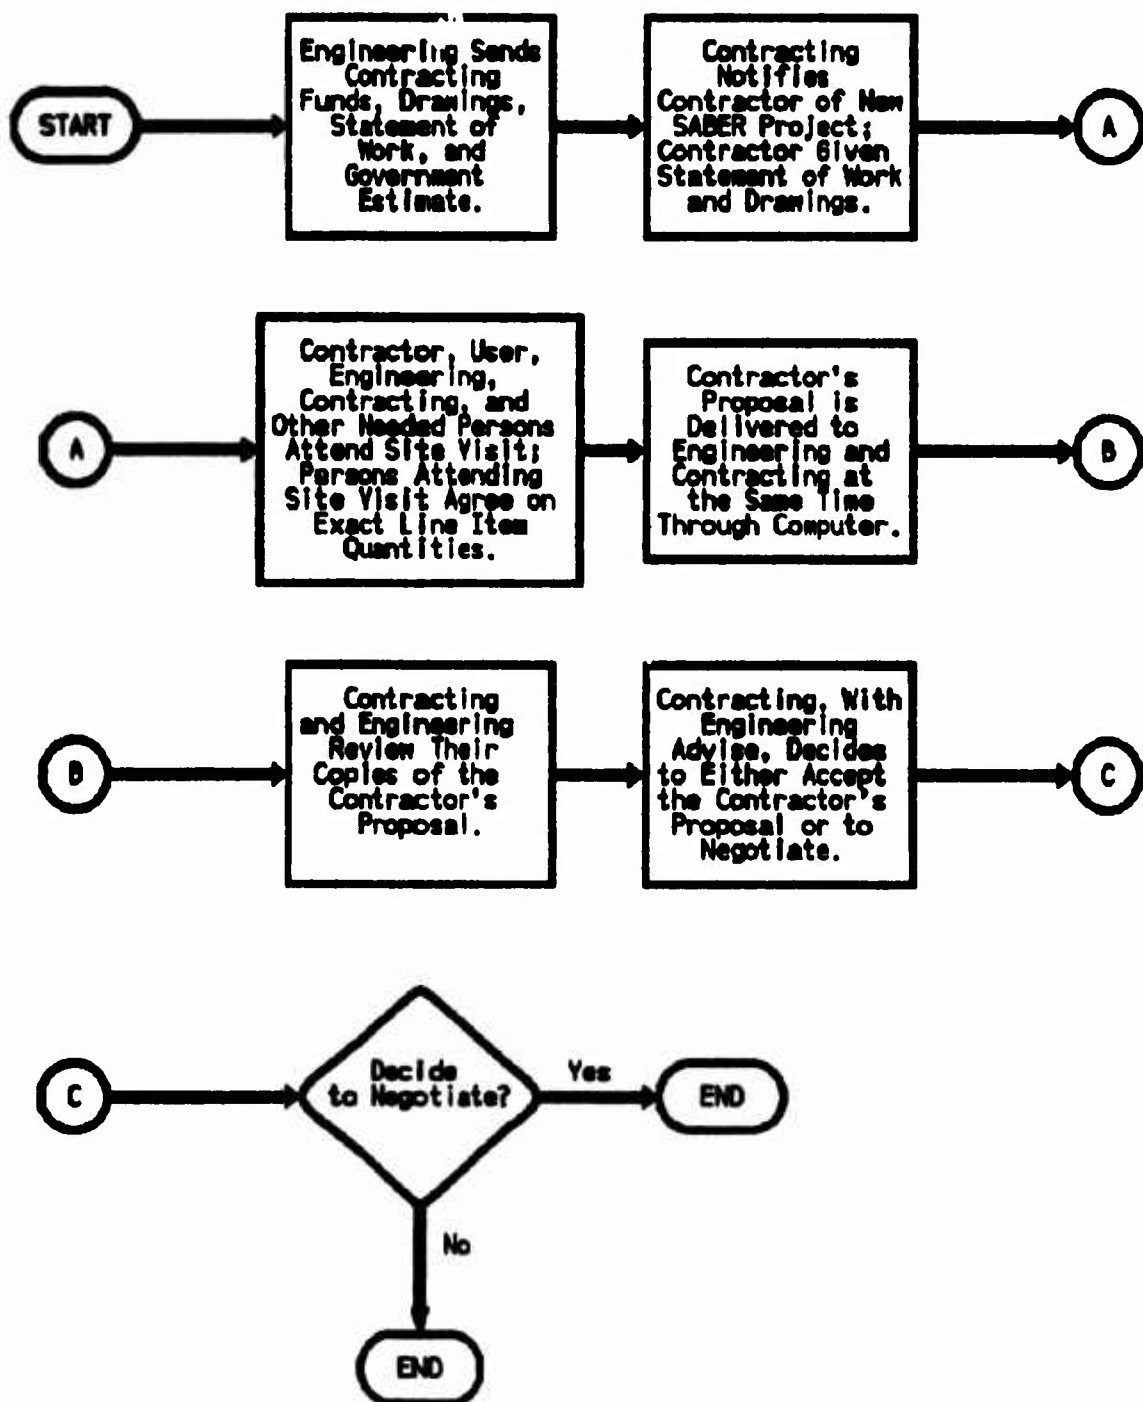 START
Engineering Sends
Contracting
Funds, Drawings,
Statement of
Work, and
Government
Estimate.
Contracting
Notifies
Contractor of New
SABER Project;
Contractor Given
Statement of Work
and Drawings.
A
A
Contractor, User,
Engineering,
Contracting, and
Other Needed Persons
Attend Site Visit;
Persons Attending
Site Visit Agree on
Exact Line Item
Quantities.
Contractor's
Proposal is
Delivered to
Engineering and
Contracting at
the Same Time
Through Computer.
B
B
Contracting
and Engineering
Review Their
Copies of the
Contractor's
Proposal.
Contracting, With
Engineering
Advise, Decides
to Either Accept
the Contractor's
Proposal or to
Negotiate.
C
C
Decide
to Negotiate?
Yes
END
No
END